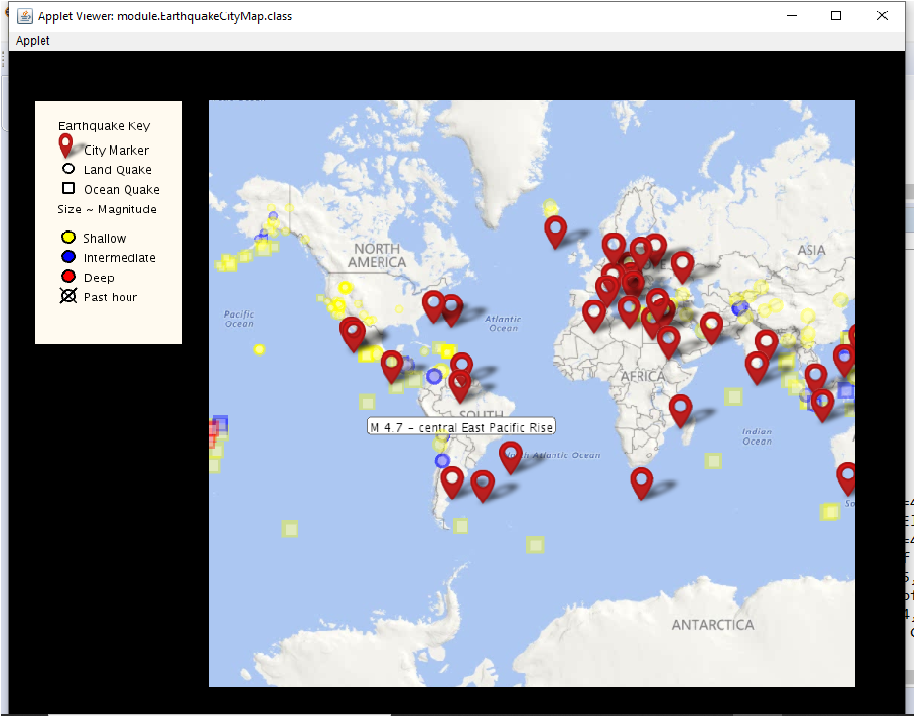 Applet Viewer: module.EarthquakeCityMap.class
Applet
Earthquake Key
City Marker
Land Quake
Ocean Quake
Size ~ Magnitude
Shallow
Intermediate
Deep
Past hour
NORTH
AMERICA
ASIA
Pacific
Ocean
Atlantic
Ocean
AFRICA
SOUTH
M 4.7 - central East Pacific Rise
Indian
Ocean
Atlantic Ocean
ANTARCTICA